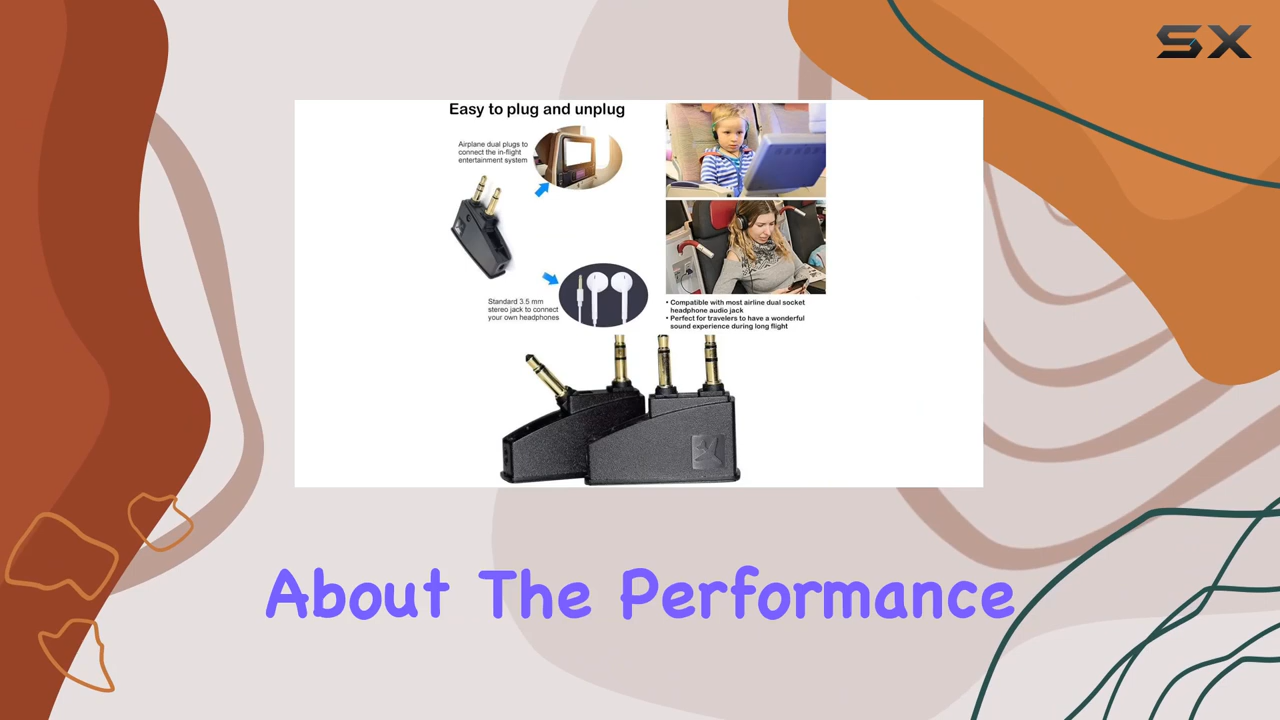 SX
Easy to plug and unplug
Airplane dual plugs to
connect the in-flight
entertainment system
Standard 3.5 mm
stereo jack to connect
your own headphones
• Compatible with most airline dual socket
headphone audio jack
• Perfect for travelers to have a wonderful
sound experience during long flight
About The Performance